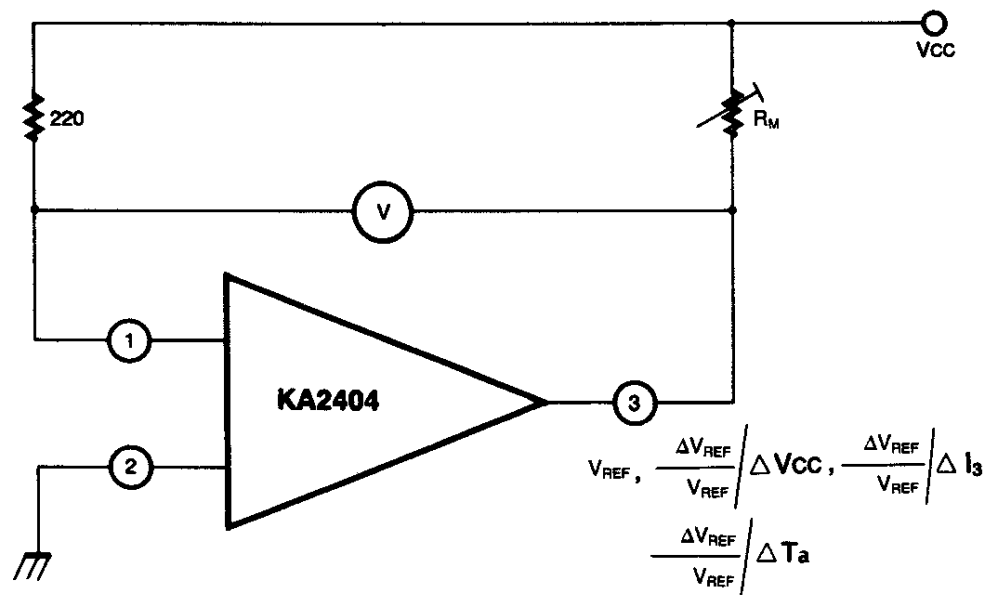 VCC
220
RM
V
1
KA2404
3
2
VREF, ΔVREF/VREF / ΔVCC, ΔVREF/VREF / ΔI3
ΔVREF/VREF / ΔTa